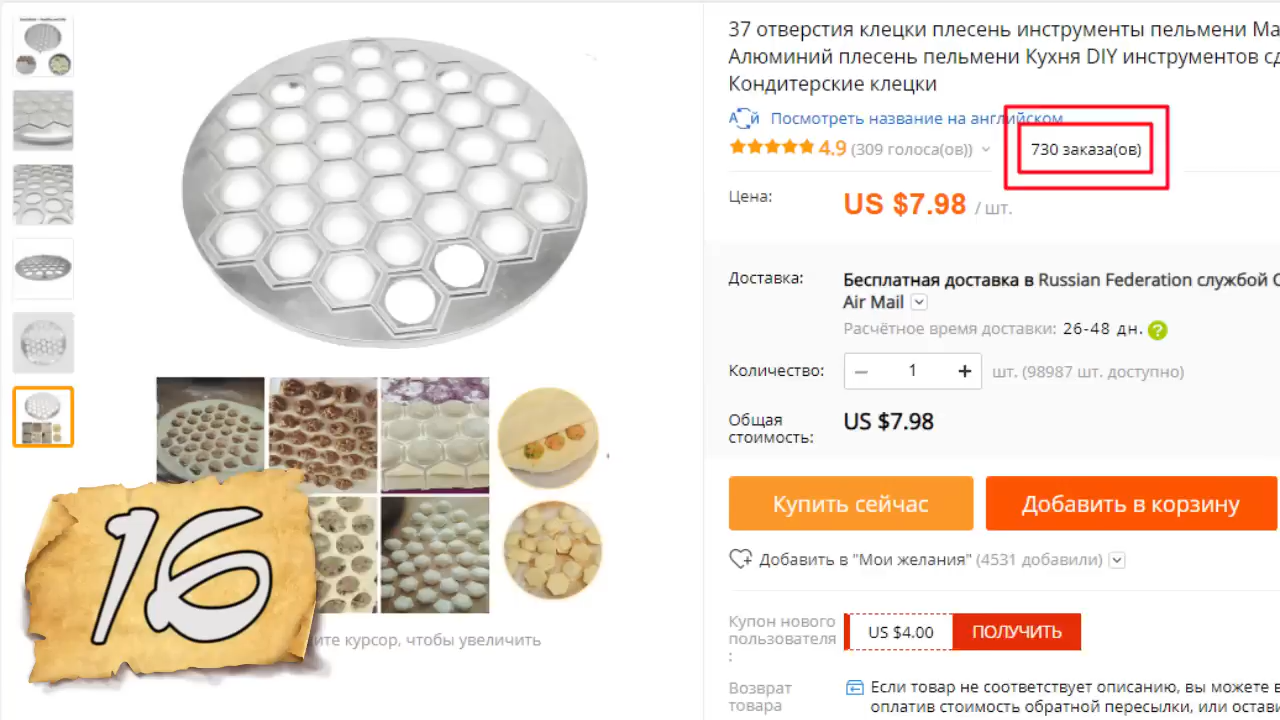 37 отверстия клецки плесень инструменты пельмени Ма
Алюминий плесень пельмени Кухня DIY инструментов сд
Кондитерские клецки
Посмотреть название на английском
4.9 (309 голоса(ов))
730 заказа(ов)
Цена:
US $7.98 / шт.
Доставка:
Бесплатная доставка в Russian Federation службой C
Air Mail
Расчётное время доставки: 26-48 дн.
Количество:
1
шт. (98987 шт. доступно)
Общая
стоимость:
US $7.98
Купить сейчас
Добавить в корзину
Добавить в "Мои желания" (4531 добавили)
Купон нового
пользователя
:
US $4.00
ПОЛУЧИТЬ
Возврат
товара
Если товар не соответствует описанию, вы можете в
оплатив стоимость обратной пересылки, или остави
16
ите курсор, чтобы увеличить